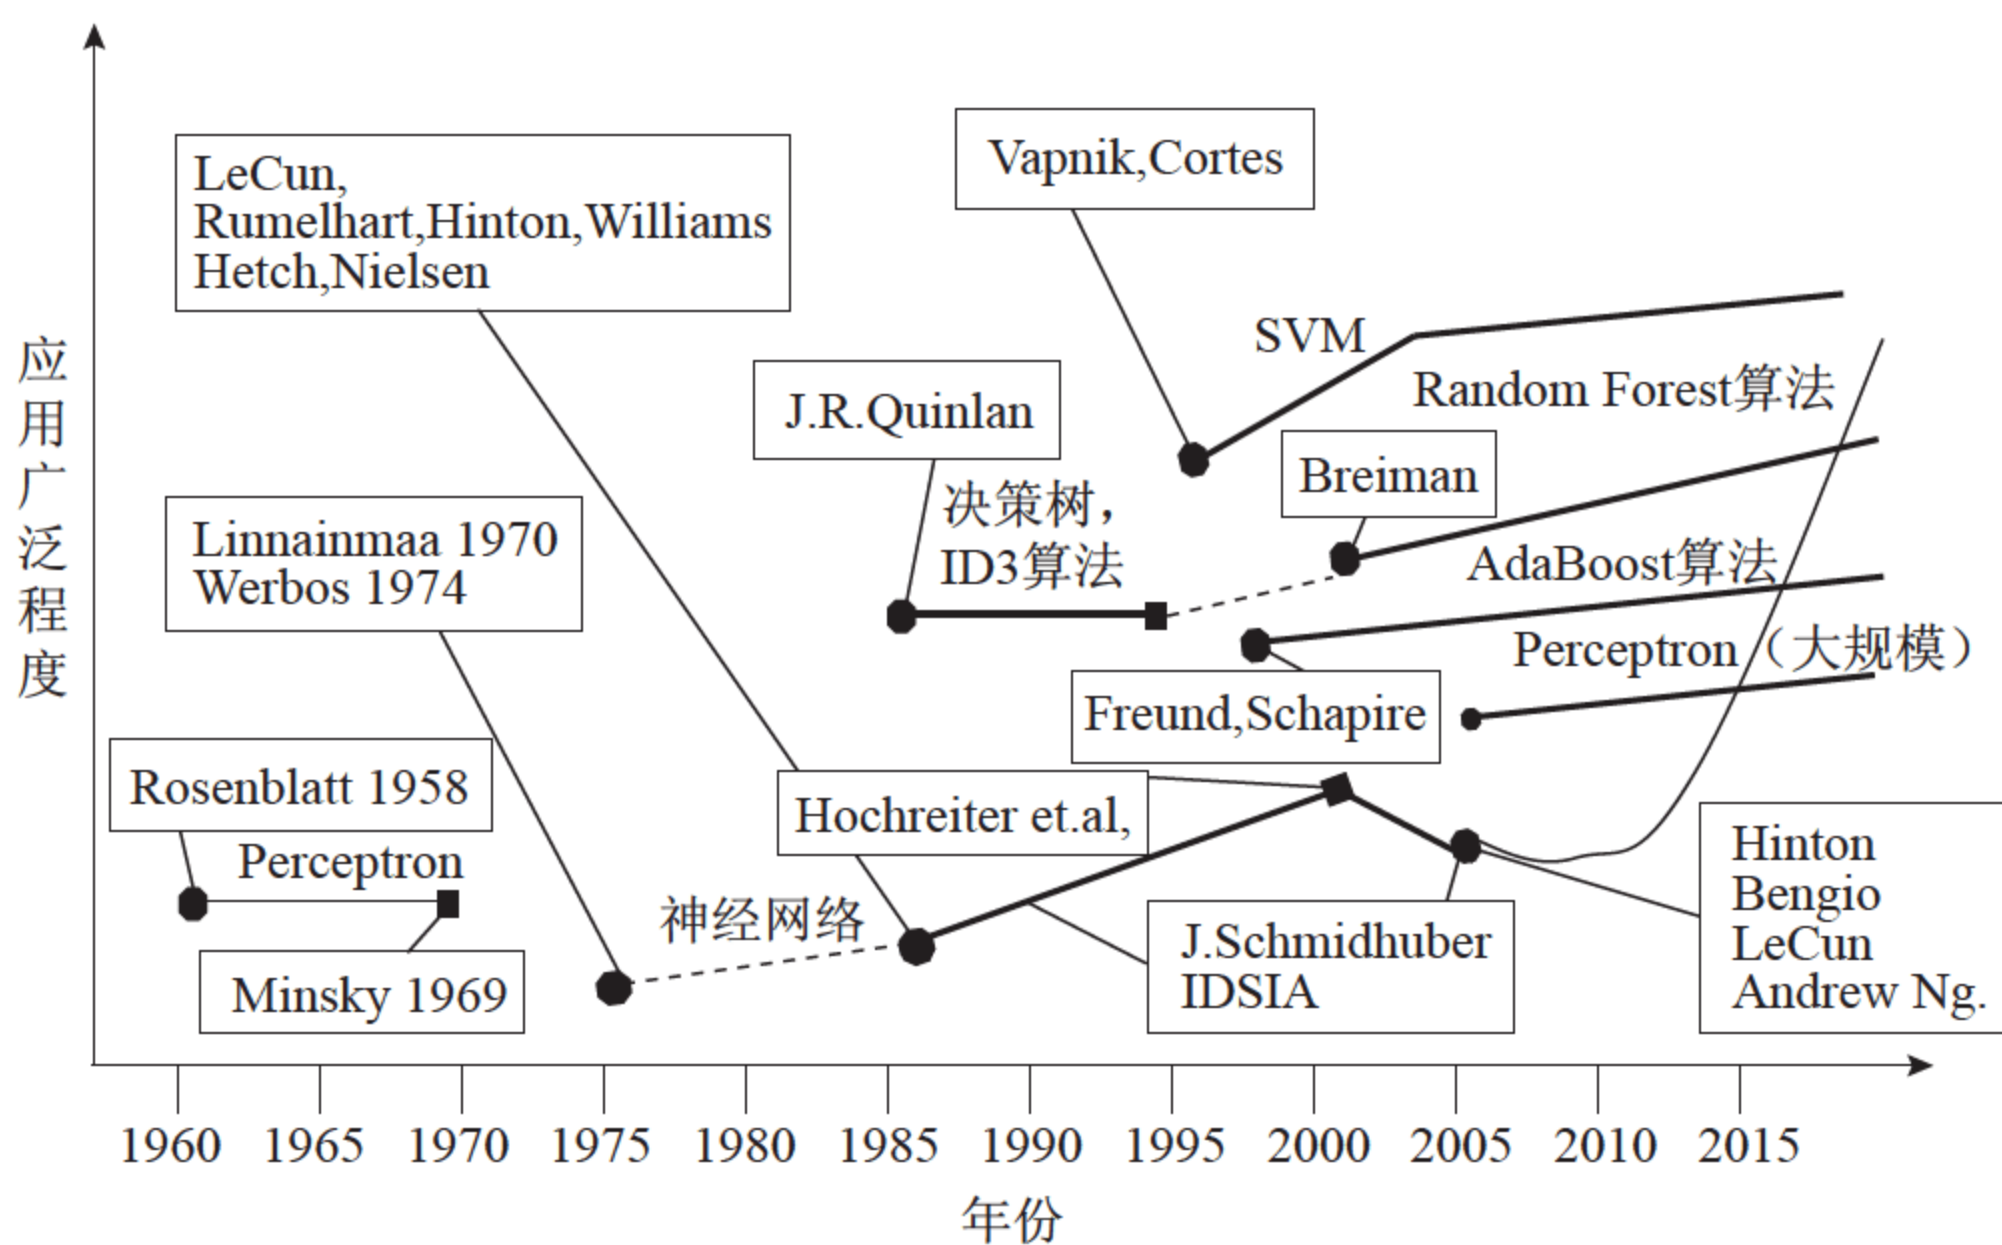 应用广泛程度
LeCun,
Rumelhart,Hinton,Williams
Hetch,Nielsen
Vapnik,Cortes
SVM
J.R.Quinlan
Random Forest算法
Breiman
决策树，
ID3算法
Linnainmaa 1970
Werbos 1974
AdaBoost算法
Perceptron（大规模）
Freund,Schapire
Rosenblatt 1958
Perceptron
Hochreiter et.al,
Minsky 1969
神经网络
J.Schmidhuber
IDSIA
Hinton
Bengio
LeCun
Andrew Ng.
1960 1965 1970 1975 1980 1985 1990 1995 2000 2005 2010 2015
年份